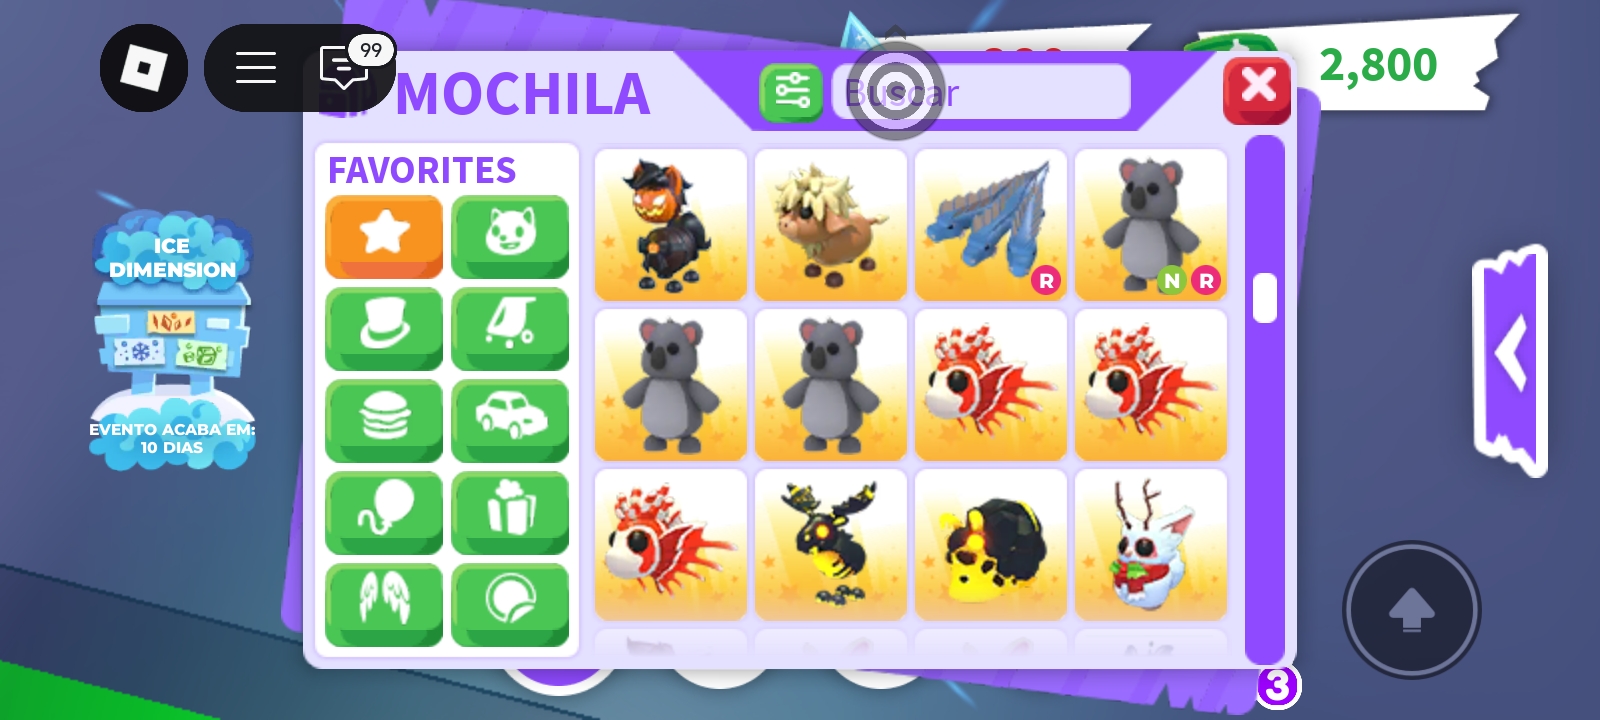 99
2,800
MOCHILA
Buscar
FAVORITES
ICE
DIMENSION
EVENTO ACABA EM:
10 DIAS
R
N R
3